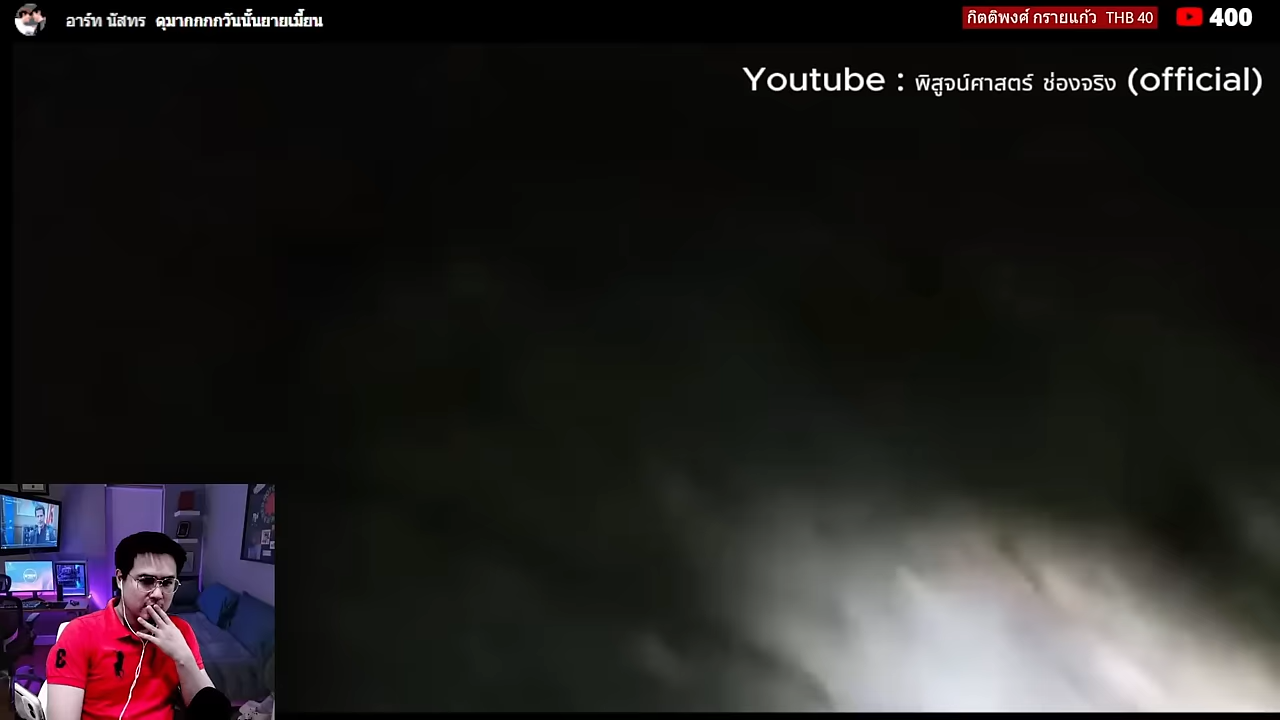 อาร์ท นัสทร ดุมากกกกวันนั้นยายเมี้ยน
กิตติพงศ์ กรายแก้ว THB 40
400
Youtube : พิสูจน์ศาสตร์ ช่องจริง (official)